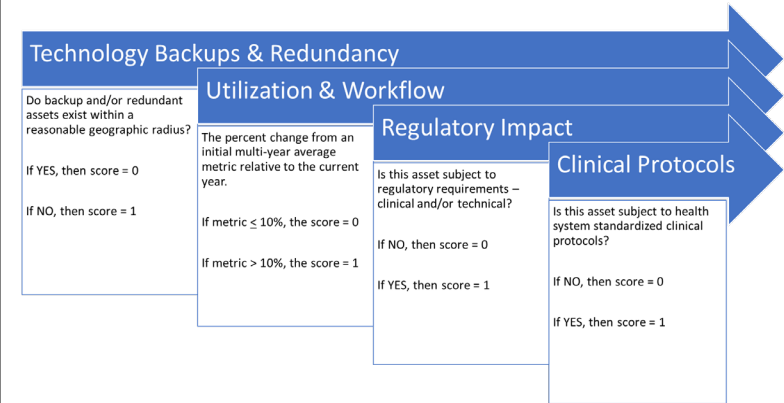 Technology Backups & Redundancy
Do backup and/or redundant
assets exist within a
reasonable geographic radius?
If YES, then score = 0
If NO, then score = 1
Utilization & Workflow
The percent change from an
initial multi-year average
metric relative to the current
year.
If metric ≤ 10%, the score = 0
If metric > 10%, the score = 1
Regulatory Impact
Is this asset subject to
regulatory requirements –
clinical and/or technical?
If NO, then score = 0
If YES, then score = 1
Clinical Protocols
Is this asset subject to health
system standardized clinical
protocols?
If NO, then score = 0
If YES, then score = 1